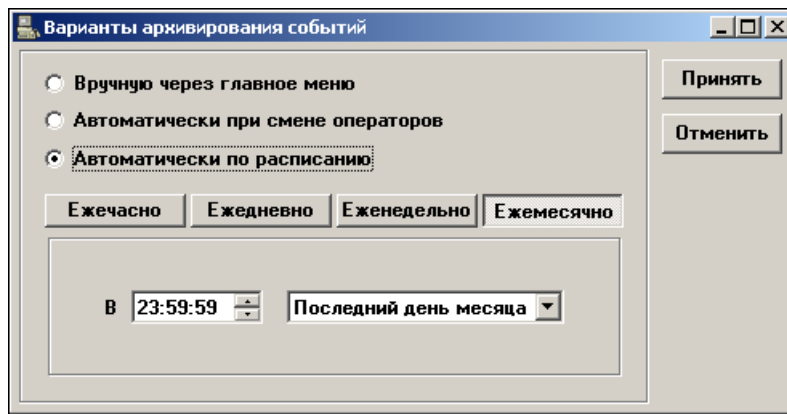 Варианты архивирования событий
Вручную через главное меню
Автоматически при смене операторов
Автоматически по расписанию
Принять
Отменить
Ежечасно Ежедневно Еженедельно Ежемесячно
В 23:59:59 Последний день месяца